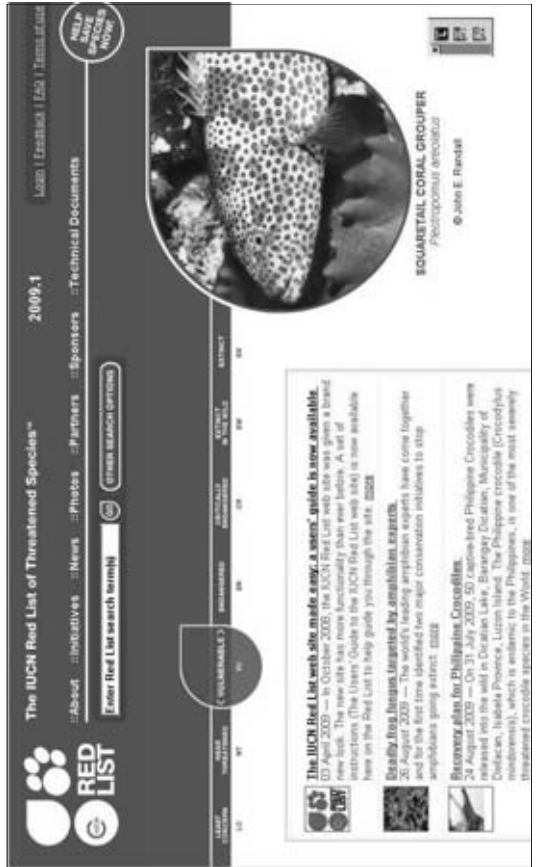 Login | Feedback | FAQ | Terms of use
The IUCN Red List of Threatened Species™
2009.1
HELP
SAVE
SPECIES
NOW!
RED
LIST
::About ::Initiatives ::News ::Photos ::Partners ::Sponsors ::Technical Documents
Enter Red List search term(s)
GO
OTHER SEARCH OPTIONS
LEAST
CONCERN
NEAR
THREATENED
< VULNERABLE >
ENDANGERED
CRITICALLY
ENDANGERED
EXTINCT
IN THE WILD
EXTINCT
LC
NT
VU
EN
CR
EW
EX
The IUCN Red List web site made easy: a users' guide is now available
03 April 2009 — In October 2008, the IUCN Red List web site was given a brand
new look. The new site has more functionality than ever before. A set of
instructions (The Users' Guide to the IUCN Red List web site) is now available
here on the Red List to help guide you through the site. more
Deadly frog fungus targeted by amphibian experts
26 August 2009 — The world's leading amphibian experts have come together
and for the first time identified two major conservation initiatives to stop
amphibians going extinct. more
Recovery plan for Philippine Crocodiles
24 August 2009 — On 31 July 2009, 50 captive-bred Philippine Crocodiles were
released into the wild in Dicatian Lake, Barangay Dicatian, Municipality of
Divilacan, Isabela Province, Luzon Island. The Philippine crocodile (Crocodylus
mindorensis), which is endemic to the Philippines, is one of the most severely
threatened crocodile species in the World. more
SQUARETAIL CORAL GROUPER
Plectropomus areolatus
© John E. Randall